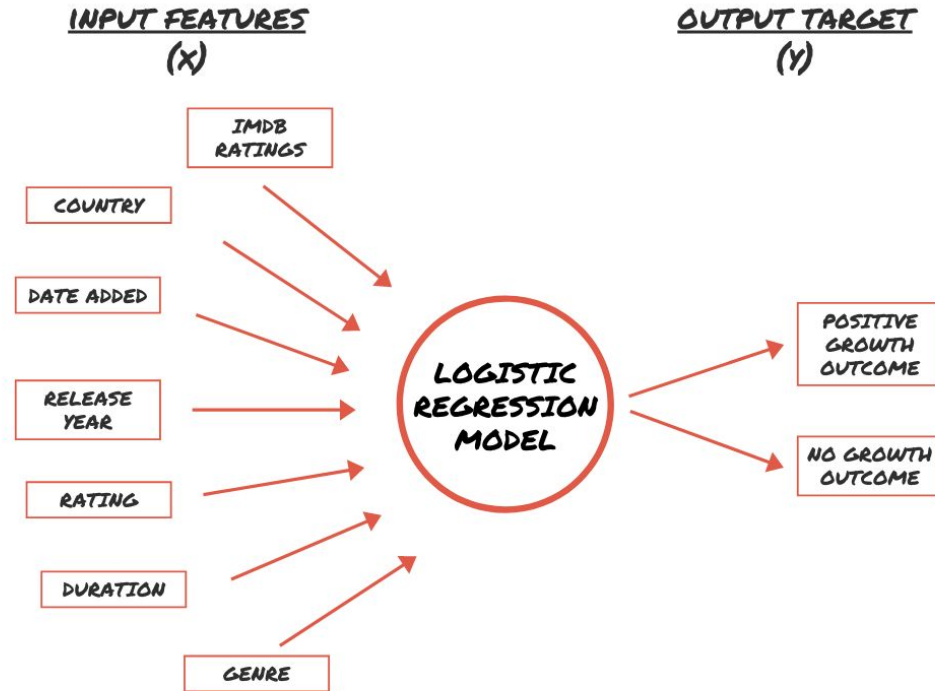 INPUT FEATURES
(X)
OUTPUT TARGET
(Y)
IMDB
RATINGS
COUNTRY
DATE ADDED
RELEASE
YEAR
RATING
DURATION
GENRE
LOGISTIC
REGRESSION
MODEL
POSITIVE
GROWTH
OUTCOME
NO GROWTH
OUTCOME